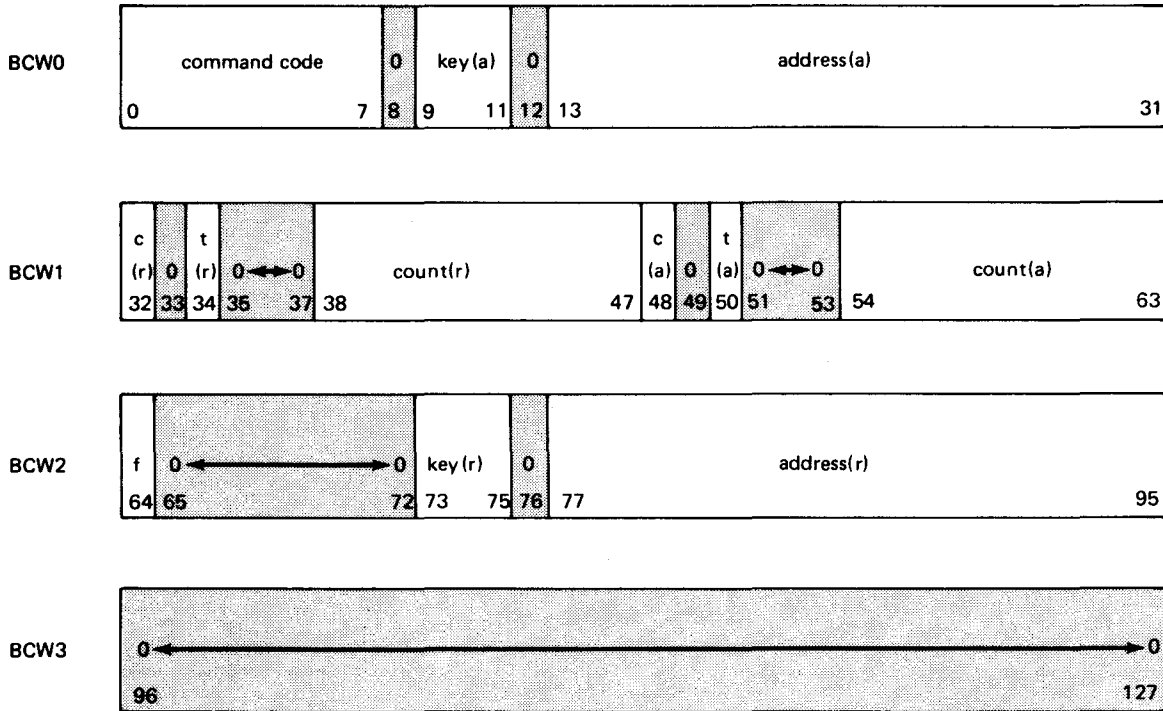 BCW0 command code 0 key(a) 0 address(a)
0 7 8 9 11 12 13 31
c t c t
BCW1 (r) 0 (r) 0 0 count(r) (a) 0 (a) 0 0 count(a)
32 33 34 35 37 38 47 48 49 50 51 53 54 63
BCW2 f 0 0 key(r) 0 address(r)
64 65 72 73 75 76 77 95
BCW3 0 0
96 127